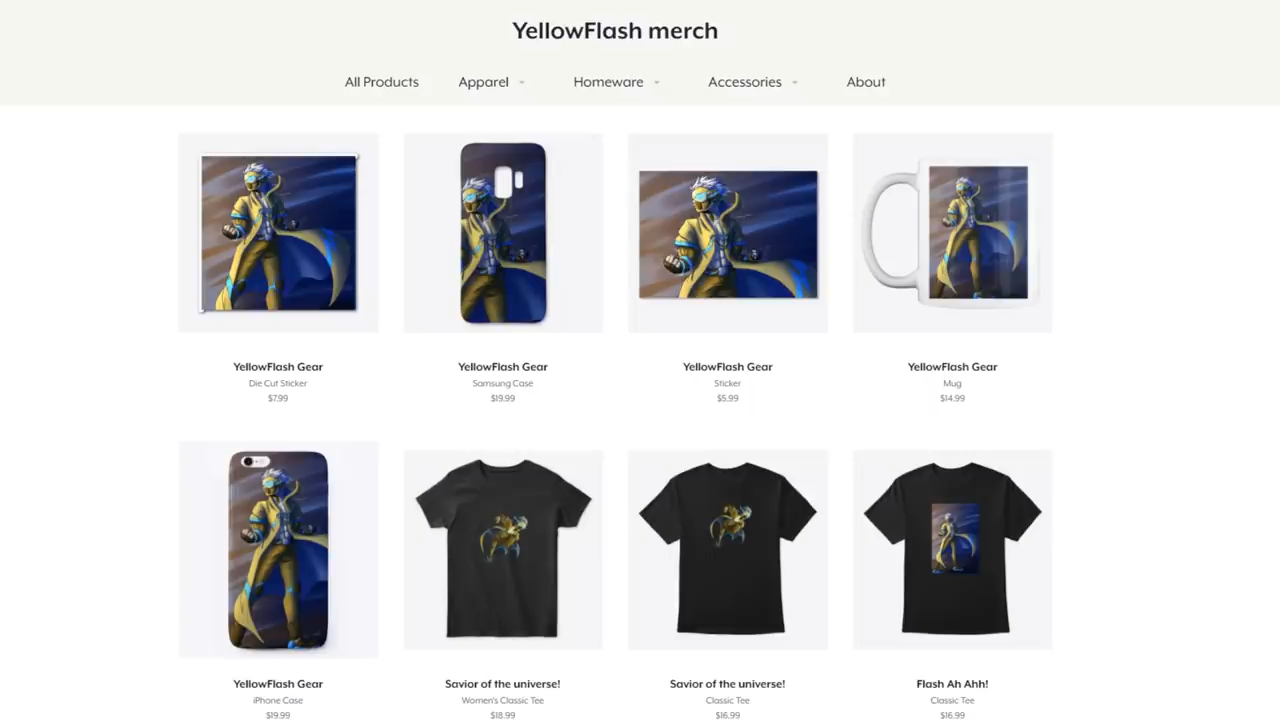 YellowFlash merch
All Products Apparel Homeware Accessories About
YellowFlash Gear
Die Cut Sticker
$7.99
YellowFlash Gear
Samsung Case
$19.99
YellowFlash Gear
Sticker
$5.99
YellowFlash Gear
Mug
$14.99
YellowFlash Gear
iPhone Case
$19.99
Savior of the universe!
Women's Classic Tee
$18.99
Savior of the universe!
Classic Tee
$16.99
Flash Ah Ahh!
Classic Tee
$16.99